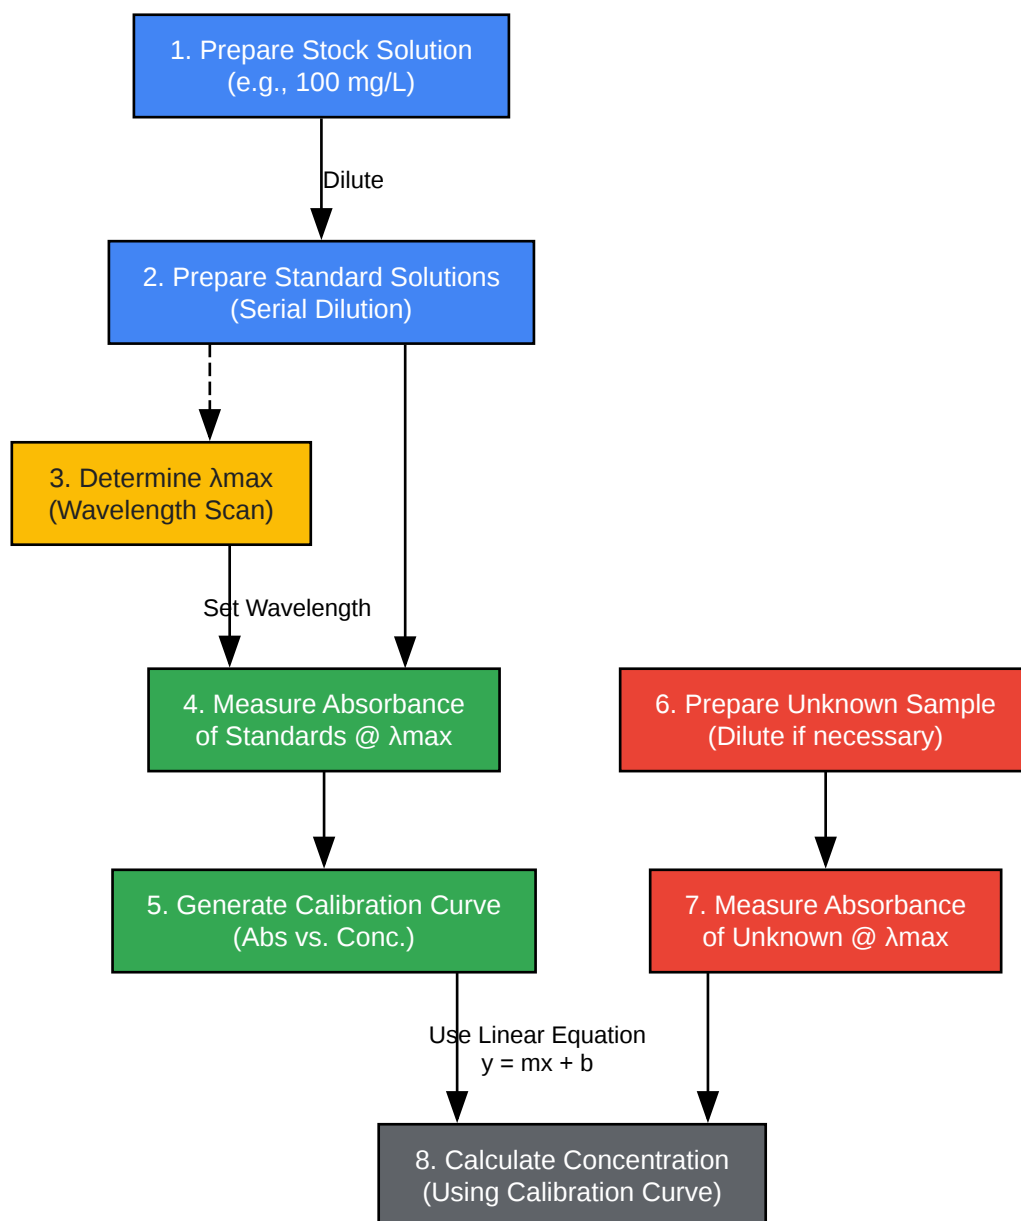 1. Prepare Stock Solution
(e.g., 100 mg/L)
Dilute
2. Prepare Standard Solutions
(Serial Dilution)
3. Determine λmax
(Wavelength Scan)
Set Wavelength
4. Measure Absorbance
of Standards @ λmax
6. Prepare Unknown Sample
(Dilute if necessary)
5. Generate Calibration Curve
(Abs vs. Conc.)
7. Measure Absorbance
of Unknown @ λmax
Use Linear Equation
y = mx + b
8. Calculate Concentration
(Using Calibration Curve)